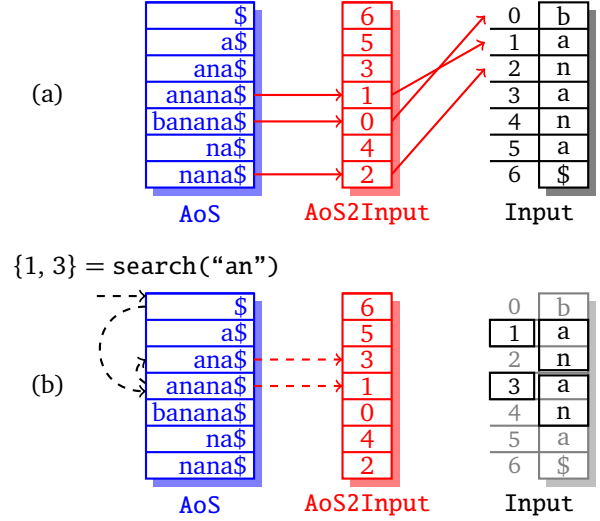 $ 6 0 b
a$ 5 1 a
ana$ 3 2 n
(a) anana$ 1 3 a
banana$ 0 4 n
na$ 4 5 a
nana$ 2 6 $
AoS AoS2Input Input
{1, 3} = search(“an”)
$ 6 0 b
a$ 5 1 a
ana$ 3 2 n
(b) anana$ 1 3 a
banana$ 0 4 n
na$ 4 5 a
nana$ 2 6 $
AoS AoS2Input Input